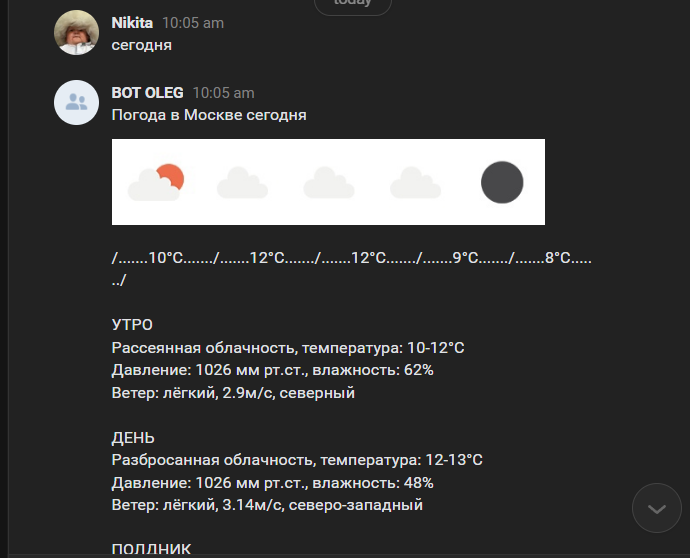 today
Nikita 10:05 am
сегодня
BOT OLEG 10:05 am
Погода в Москве сегодня
/.......10°C......./.......12°C......./.......12°C......./.......9°C......./.......8°C.....
../
УТРО
Рассеянная облачность, температура: 10-12°C
Давление: 1026 мм рт.ст., влажность: 62%
Ветер: лёгкий, 2.9м/с, северный
ДЕНЬ
Разбросанная облачность, температура: 12-13°C
Давление: 1026 мм рт.ст., влажность: 48%
Ветер: лёгкий, 3.14м/с, северо-западный
ПОЛДНИК